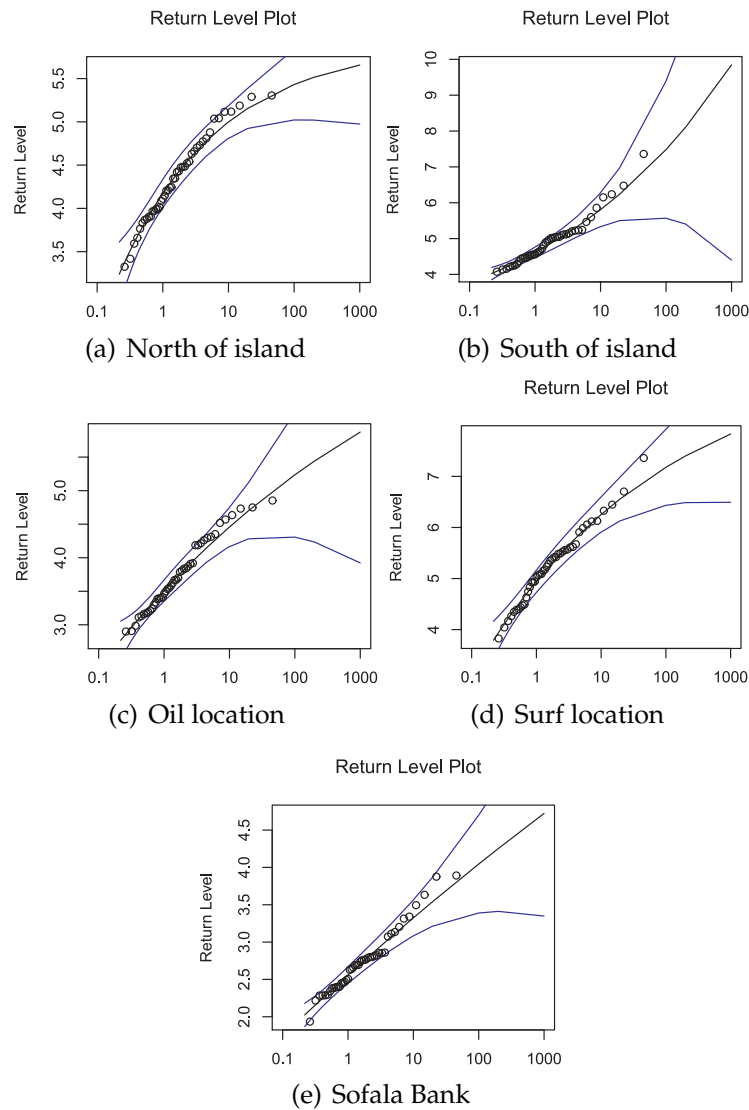 Return Level Plot
Return Level
5.5
5.0
4.5
4.0
3.5
0.1 1 10 100 1000
(a) North of island
Return Level Plot
Return Level
10
9
8
7
6
5
4
0.1 1 10 100 1000
(b) South of island
Return Level
5.0
4.0
3.0
0.1 1 10 100 1000
(c) Oil location
Return Level Plot
Return Level
7
6
5
4
0.1 1 10 100 1000
(d) Surf location
Return Level Plot
Return Level
4.5
4.0
3.5
3.0
2.5
2.0
0.1 1 10 100 1000
(e) Sofala Bank